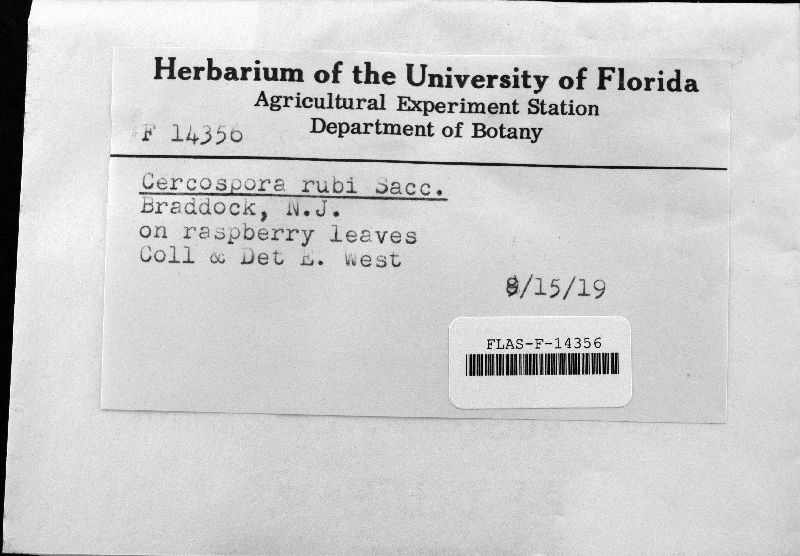 Herbarium of the University of Florida
Agricultural Experiment Station
Department of Botany
F 14356
Cercospora rubi Sacc.
Braddock, N.J.
on raspberry leaves
Coll & Det E. West
8/15/19
FLAS-F-14356